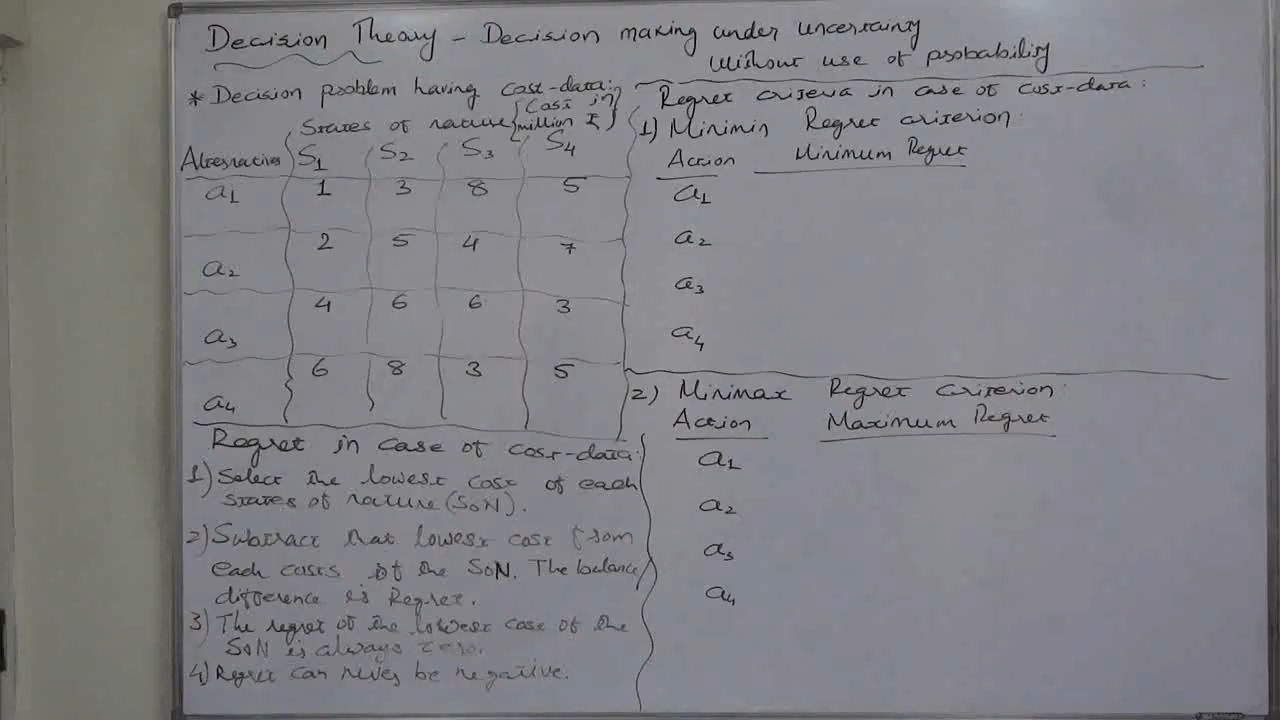 Decision Theory - Decision making under uncertainty
Without use of probability
* Decision problem having cost-data:
States of nature {Cost in million ₹}
Alternatives S1 S2 S3 S4
a1 1 3 8 5
a2 2 5 4 7
a3 4 6 6 3
a4 6 8 3 5
Regret in case of cost-data:
1) Select the lowest cost of each
states of nature (SoN).
2) Subtract that lowest cost from
each costs of the SoN. The balance/
difference is Regret.
3) The regret of the lowest cost of the
SoN is always zero.
4) Regret can never be negative.
Regret criteria in case of cost-data:
1) Minimin Regret criterion:
Action Minimum Regret
a1
a2
a3
a4
2) Minimax Regret criterion:
Action Maximum Regret
a1
a2
a3
a4